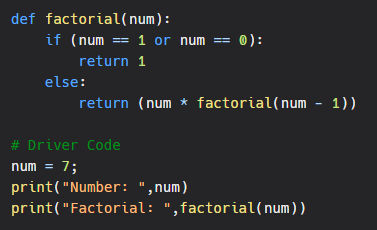 def factorial(num):
    if (num == 1 or num == 0):
        return 1
    else:
        return (num * factorial(num - 1))

# Driver Code
num = 7;
print("Number: ",num)
print("Factorial: ",factorial(num))